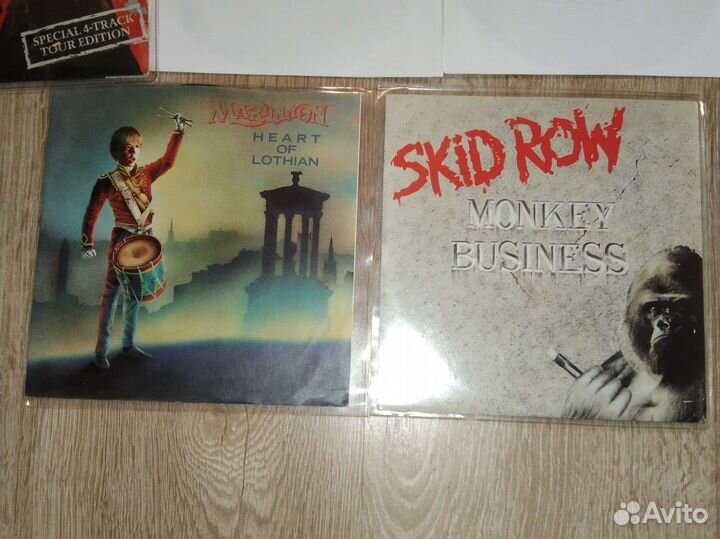 SPECIAL 4-TRACK
TOUR EDITION
MARILLION
HEART
OF
LOTHIAN
SKID ROW
MONKEY
BUSINESS
Avito